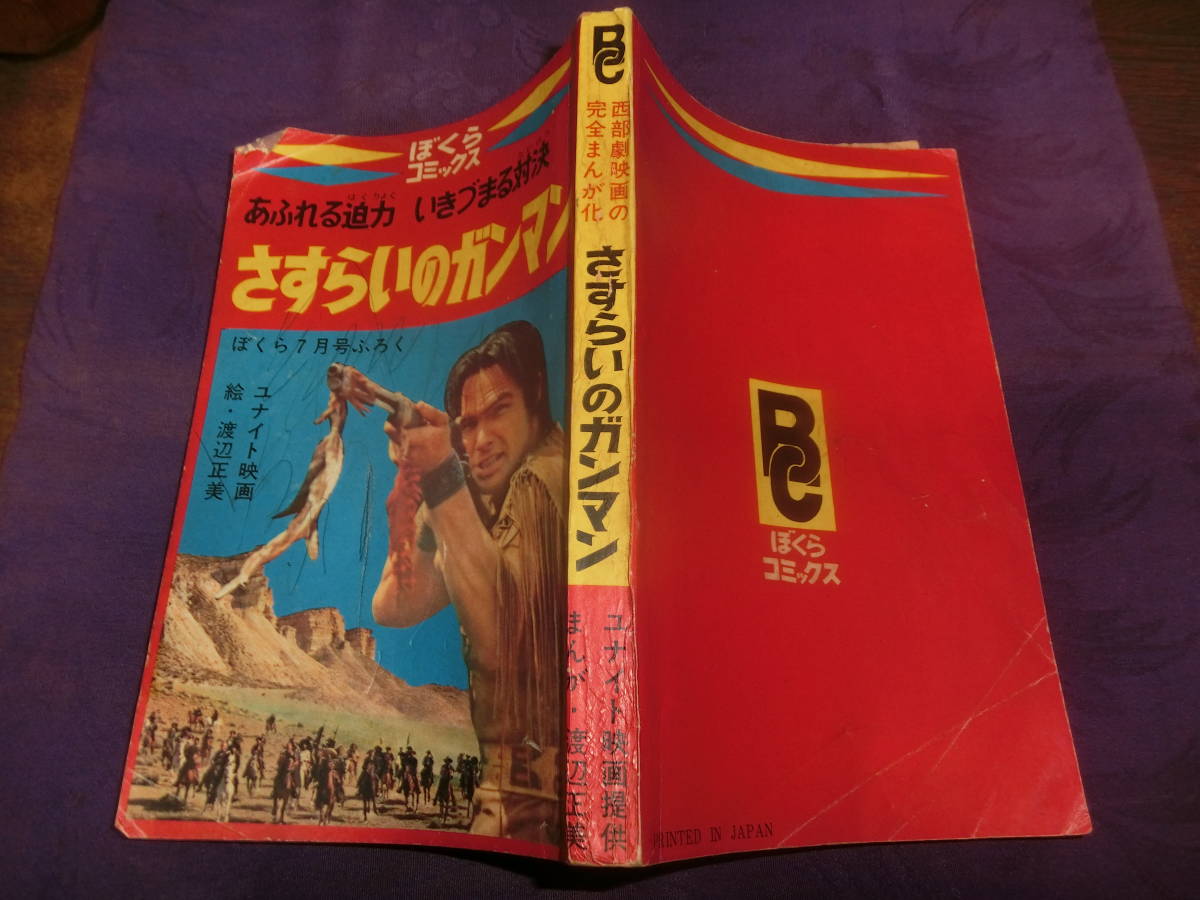 ぼくら
コミックス
あふれる迫力 いきづまる対決
はくりょく
さすらいのガンマン
ぼくら7月号ふろく
ユナイト映画
絵・渡辺正美
BC
西部劇映画の
完全まんが化
さすらいのガンマン
ユナイト映画提供
まんが・渡辺正美
BC
ぼくら
コミックス
PRINTED IN JAPAN